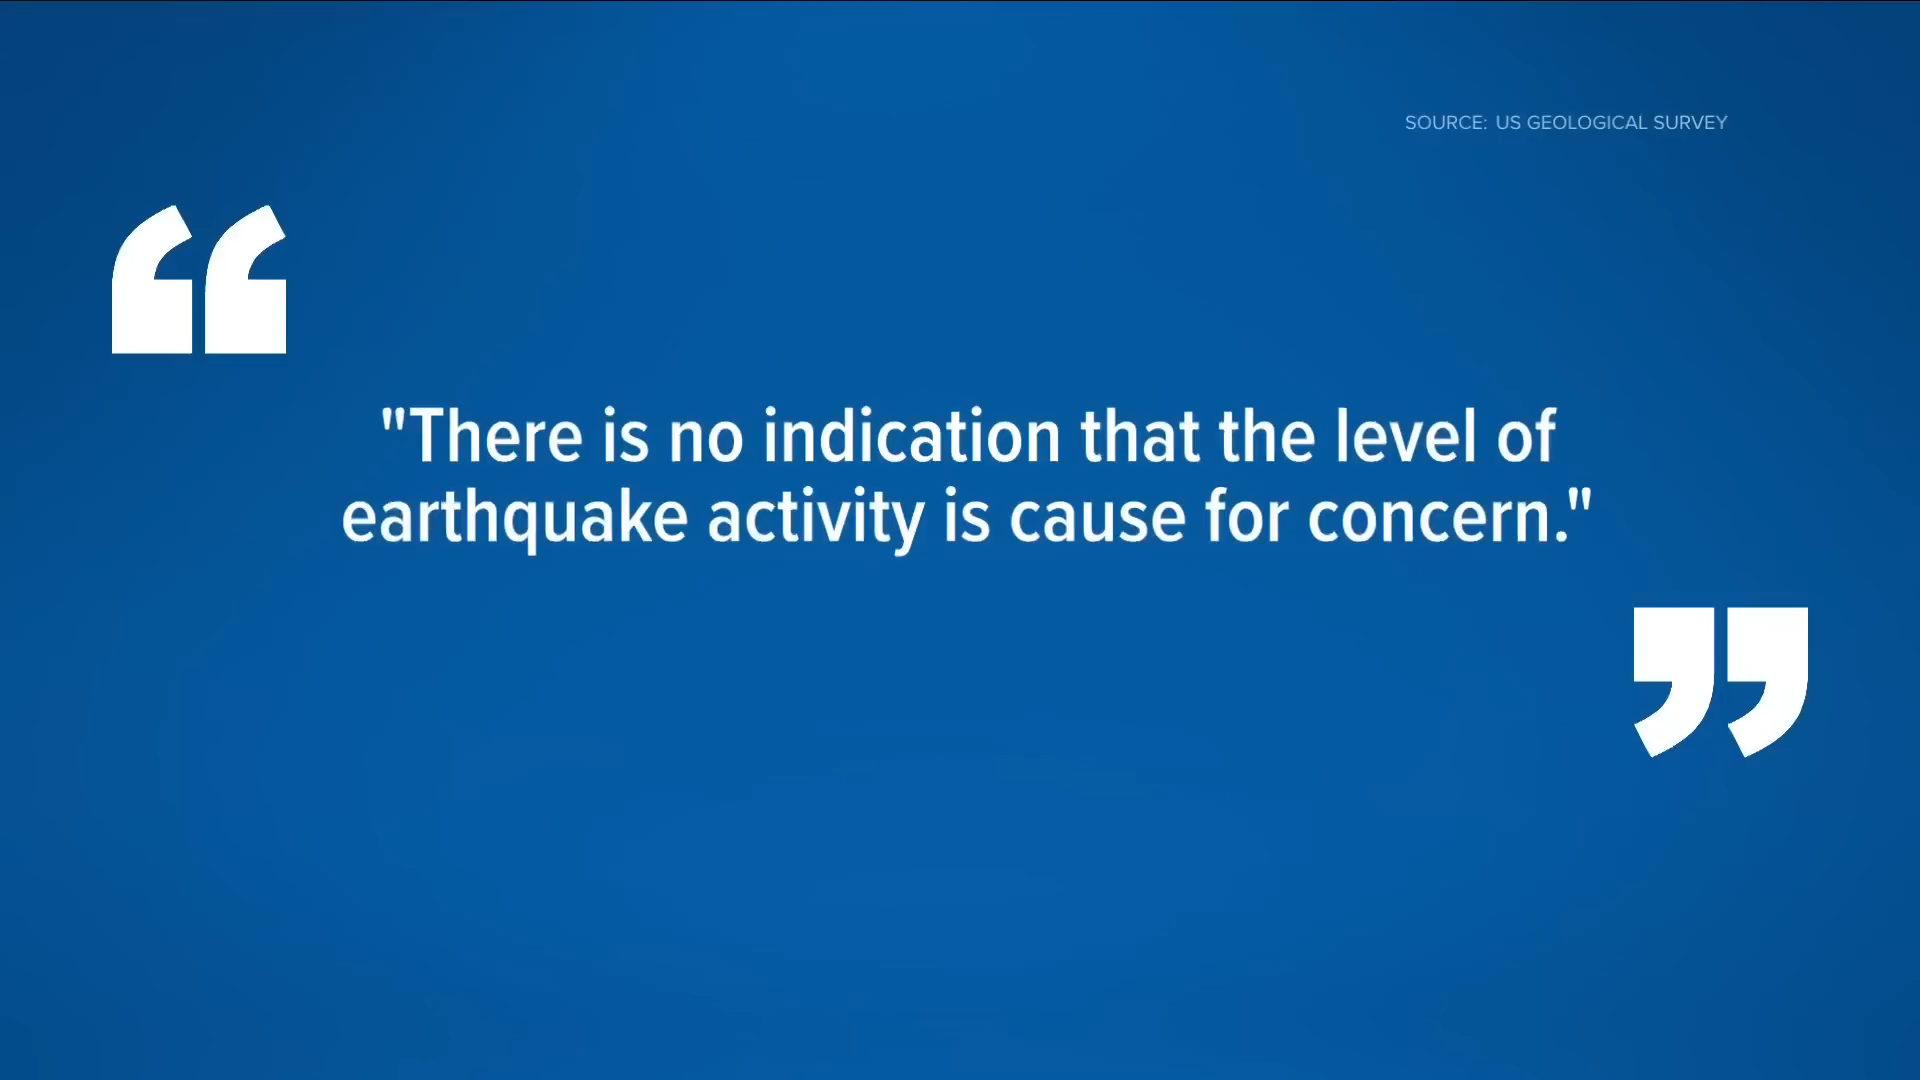 SOURCE: US GEOLOGICAL SURVEY
"There is no indication that the level of
earthquake activity is cause for concern."